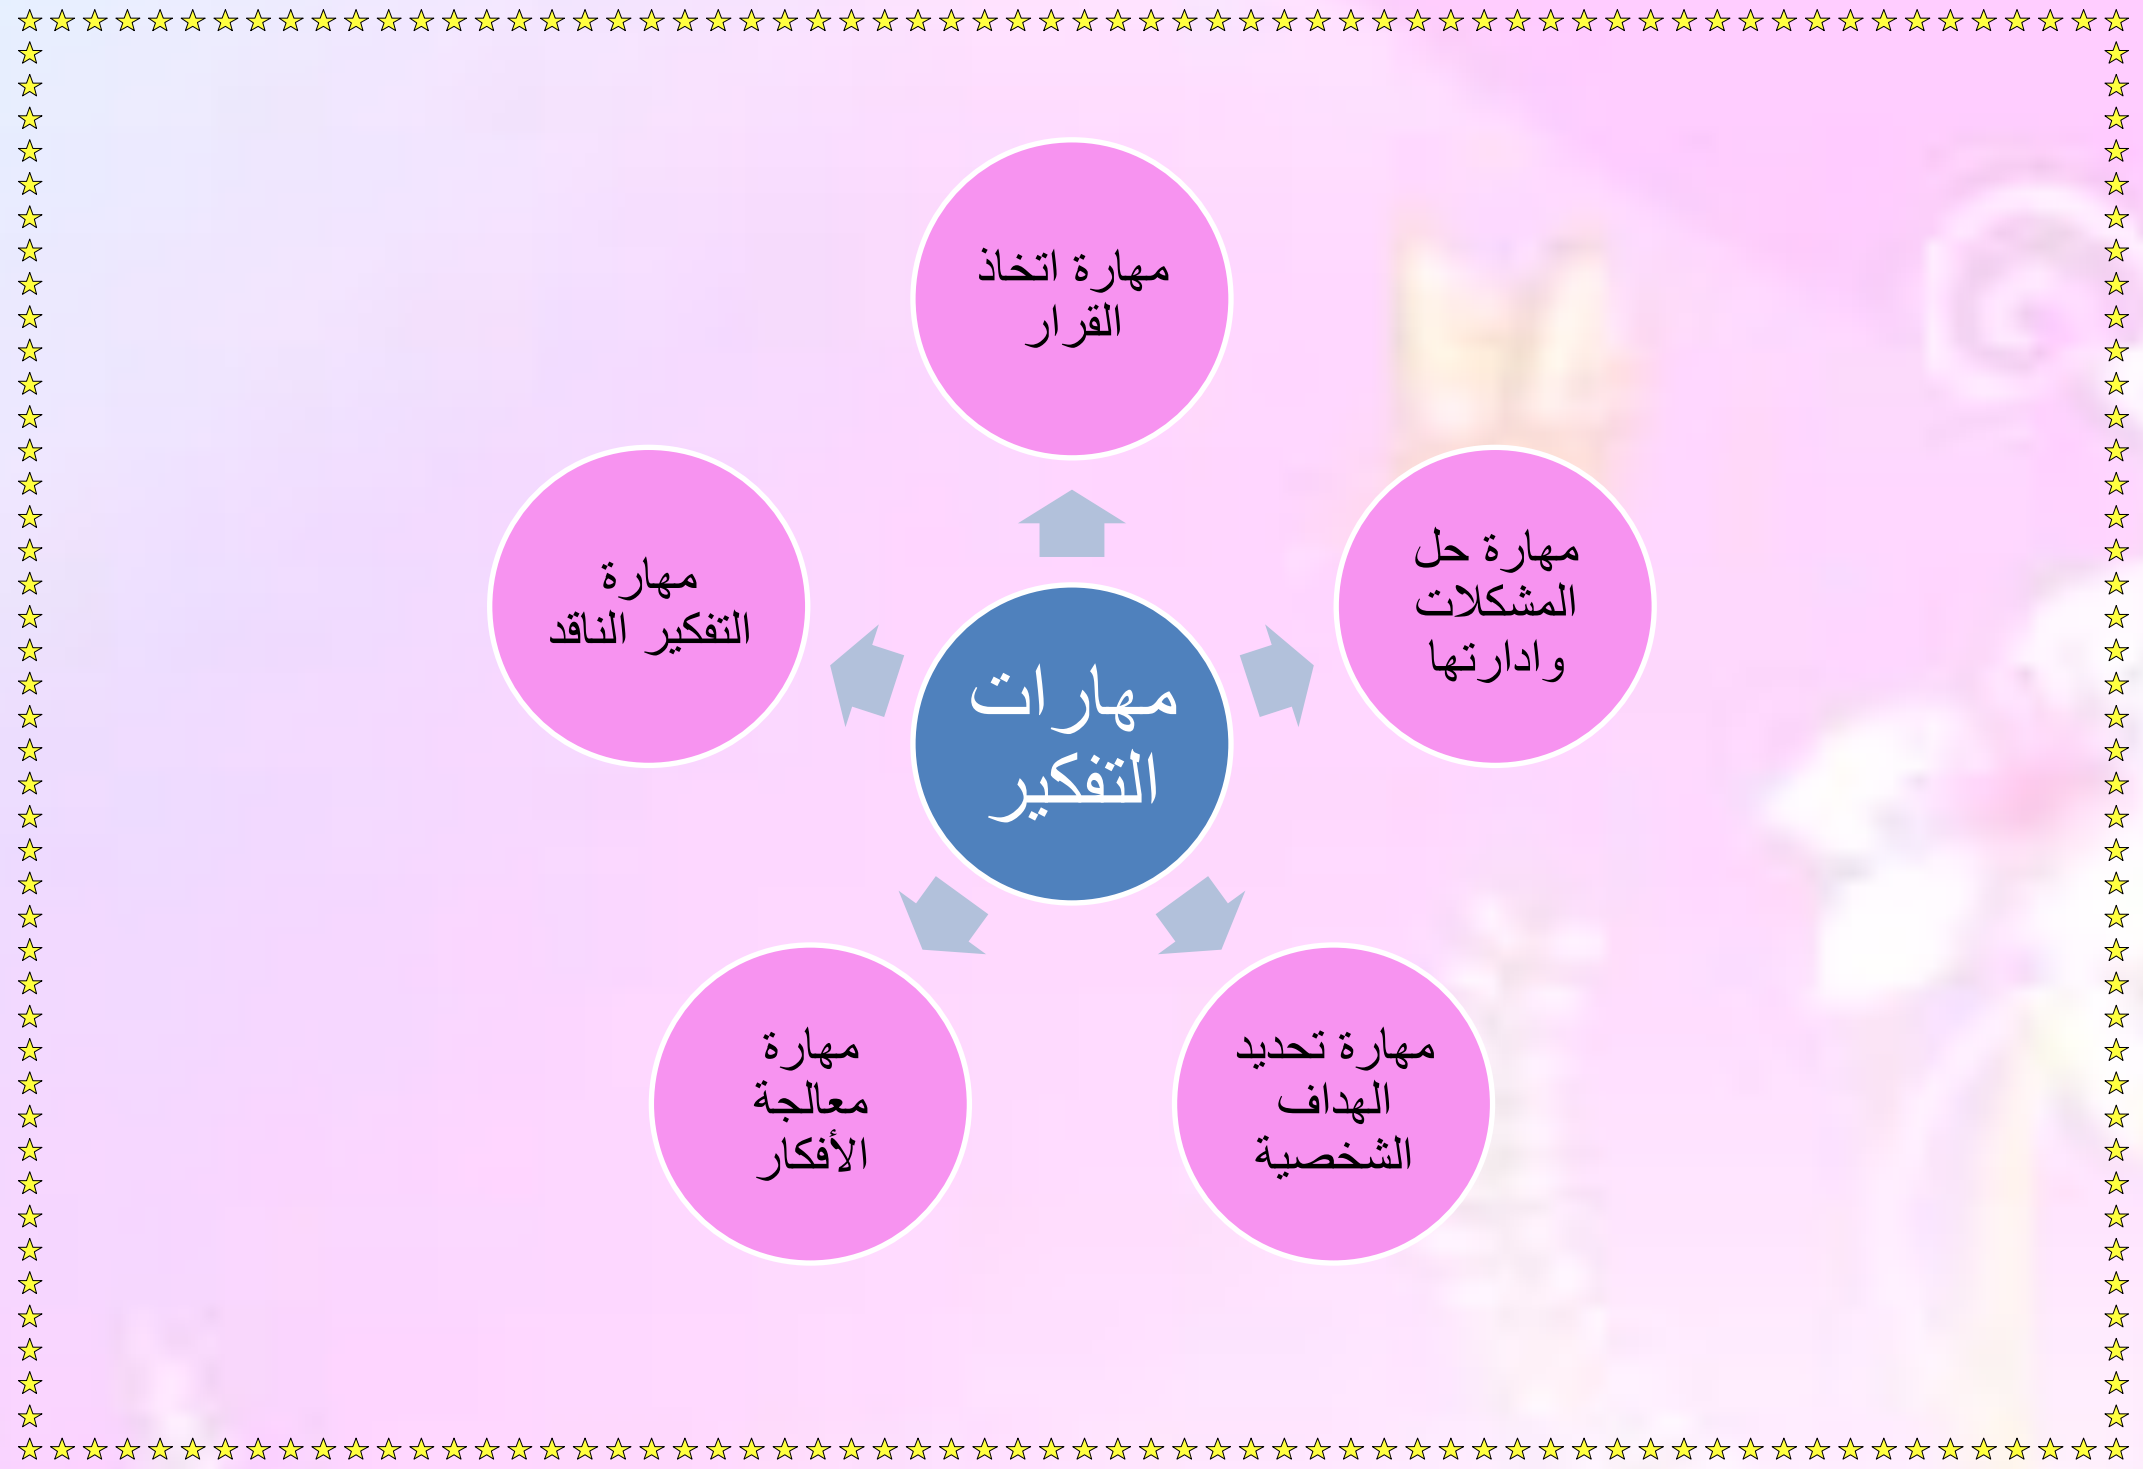 مهارة اتخاذ
القرار
مهارة حل
المشكلات
وادارتها
مهارة
التفكير الناقد
مهارات
التفكير
مهارة تحديد
الهداف
الشخصية
مهارة
معالجة
الأفكار